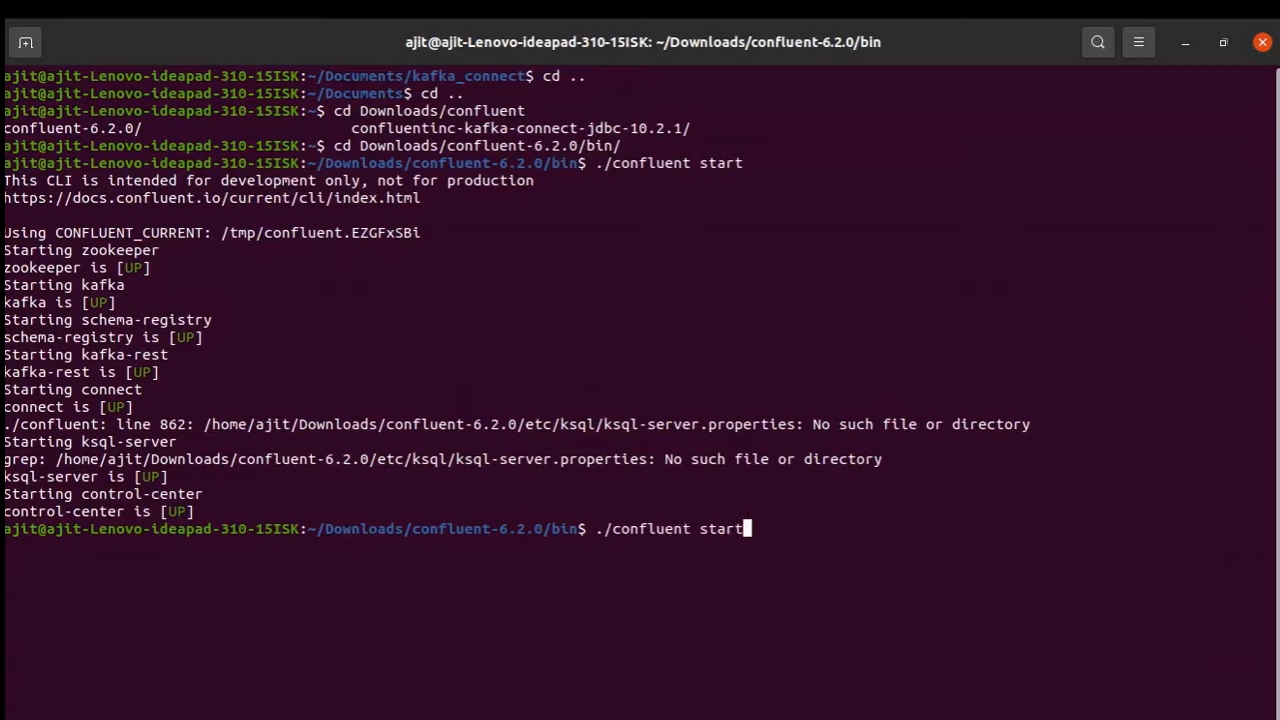 ajit@ajit-Lenovo-ideapad-310-15ISK: ~/Downloads/confluent-6.2.0/bin
ajit@ajit-Lenovo-ideapad-310-15ISK:~/Documents/kafka_connect$ cd ..
ajit@ajit-Lenovo-ideapad-310-15ISK:~/Documents$ cd ..
ajit@ajit-Lenovo-ideapad-310-15ISK:~$ cd Downloads/confluent
confluent-6.2.0/                        confluentinc-kafka-connect-jdbc-10.2.1/
ajit@ajit-Lenovo-ideapad-310-15ISK:~$ cd Downloads/confluent-6.2.0/bin/
ajit@ajit-Lenovo-ideapad-310-15ISK:~/Downloads/confluent-6.2.0/bin$ ./confluent start
This CLI is intended for development only, not for production
https://docs.confluent.io/current/cli/index.html
Using CONFLUENT_CURRENT: /tmp/confluent.EZGFxSBi
Starting zookeeper
zookeeper is [UP]
Starting kafka
kafka is [UP]
Starting schema-registry
schema-registry is [UP]
Starting kafka-rest
kafka-rest is [UP]
Starting connect
connect is [UP]
./confluent: line 862: /home/ajit/Downloads/confluent-6.2.0/etc/ksql/ksql-server.properties: No such file or directory
Starting ksql-server
grep: /home/ajit/Downloads/confluent-6.2.0/etc/ksql/ksql-server.properties: No such file or directory
ksql-server is [UP]
Starting control-center
control-center is [UP]
ajit@ajit-Lenovo-ideapad-310-15ISK:~/Downloads/confluent-6.2.0/bin$ ./confluent start